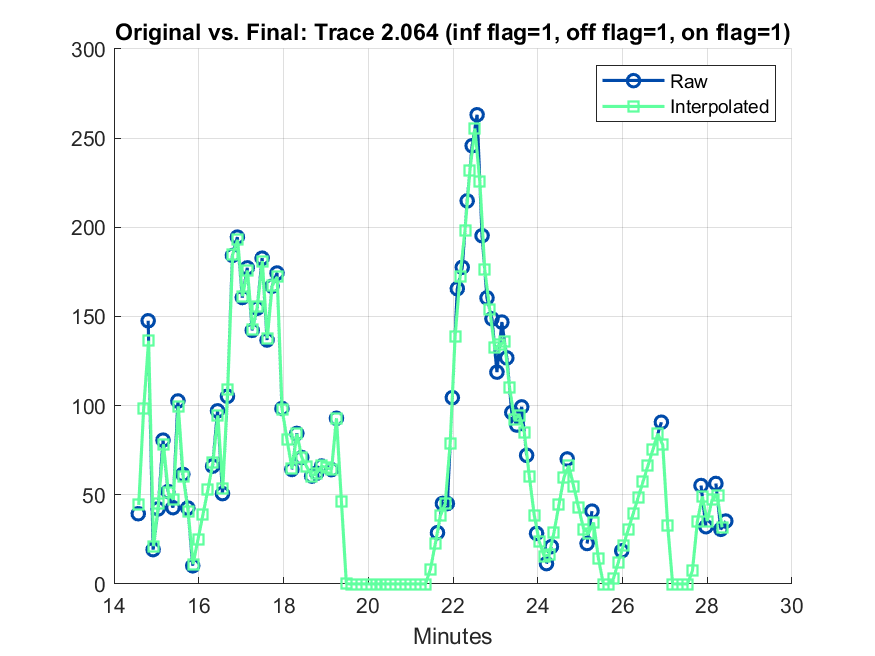 Original vs. Final: Trace 2.064 (inf flag=1, off flag=1, on flag=1)
300
250
200
150
100
50
0
14 16 18 20 22 24 26 28 30
Minutes
Raw
Interpolated